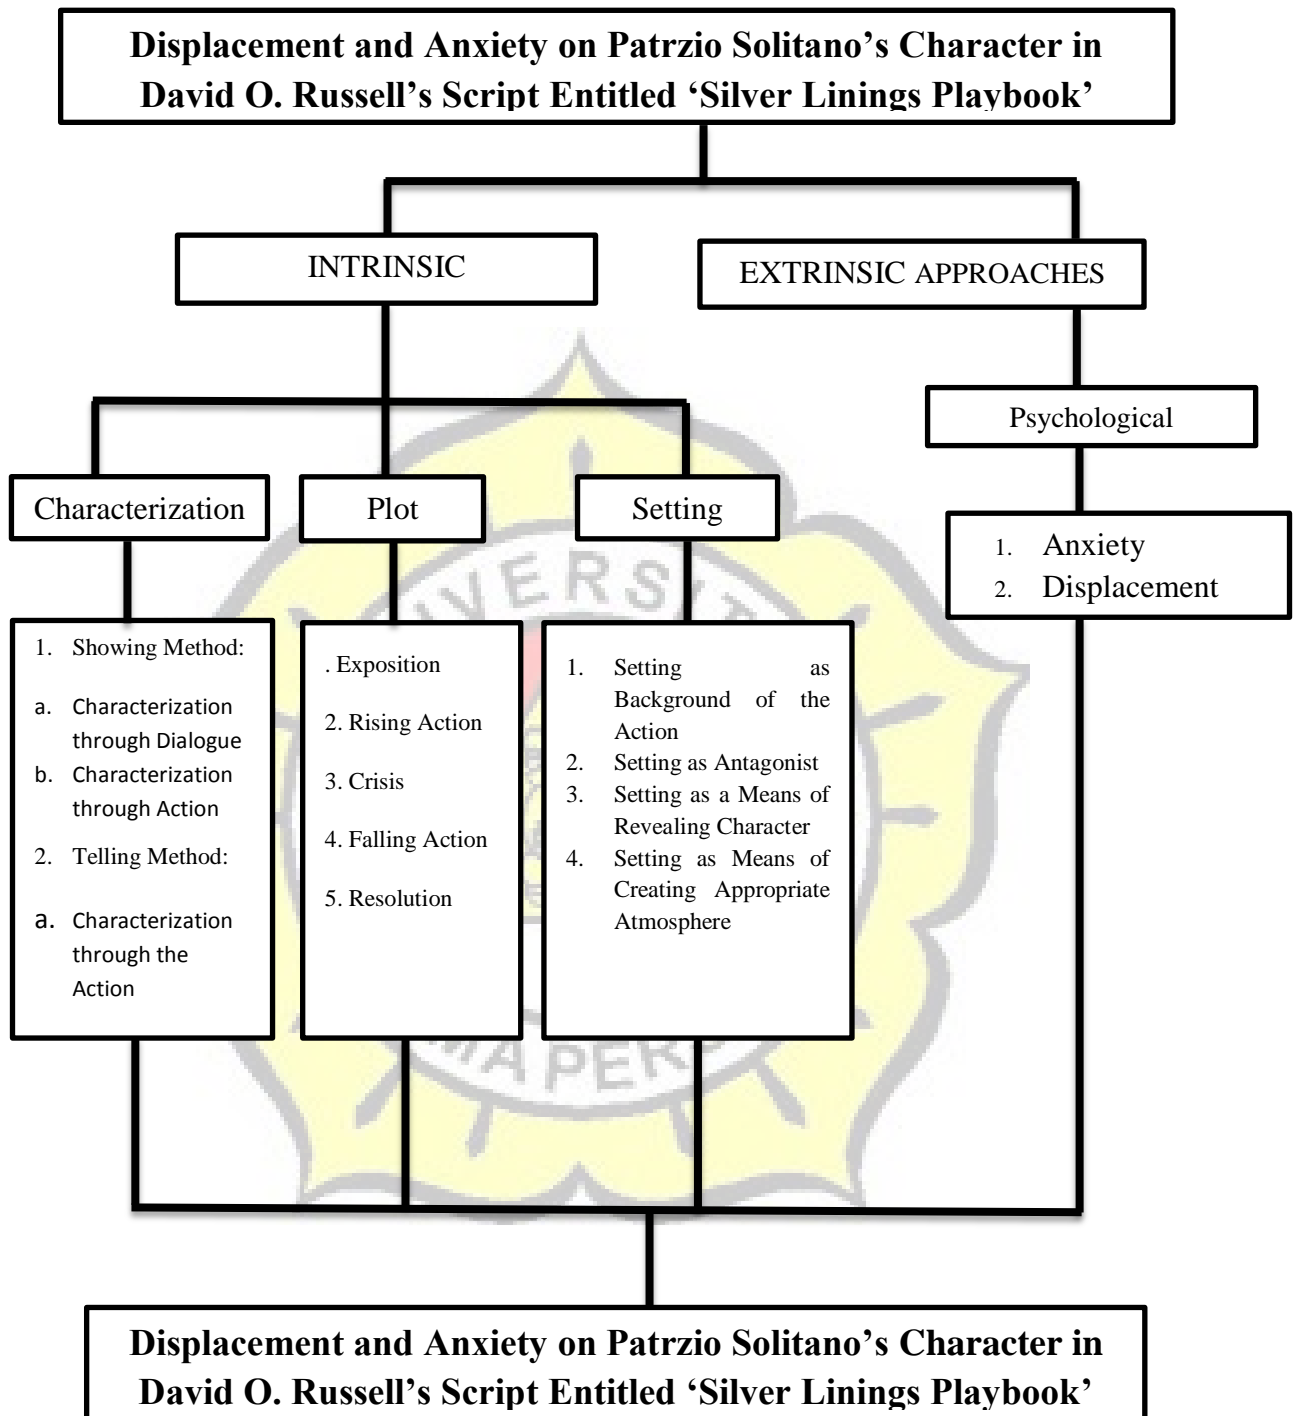 Displacement and Anxiety on Patrzio Solitano’s Character in
David O. Russell’s Script Entitled ‘Silver Linings Playbook’
INTRINSIC
EXTRINSIC APPROACHES
Psychological
Characterization
Plot
Setting
1. Anxiety
2. Displacement
1. Showing Method:
a. Characterization
through Dialogue
b. Characterization
through Action
2. Telling Method:
a. Characterization
through the
Action
. Exposition
2. Rising Action
3. Crisis
4. Falling Action
5. Resolution
1. Setting as
Background of the
Action
2. Setting as Antagonist
3. Setting as a Means of
Revealing Character
4. Setting as Means of
Creating Appropriate
Atmosphere
VERSIT
MA PERS
Displacement and Anxiety on Patrzio Solitano’s Character in
David O. Russell’s Script Entitled ‘Silver Linings Playbook’